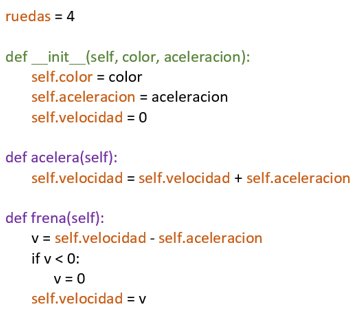 ruedas = 4
def __init__(self, color, aceleracion):
self.color = color
self.aceleracion = aceleracion
self.velocidad = 0
def acelera(self):
self.velocidad = self.velocidad + self.aceleracion
def frena(self):
v = self.velocidad - self.aceleracion
if v < 0:
v = 0
self.velocidad = v